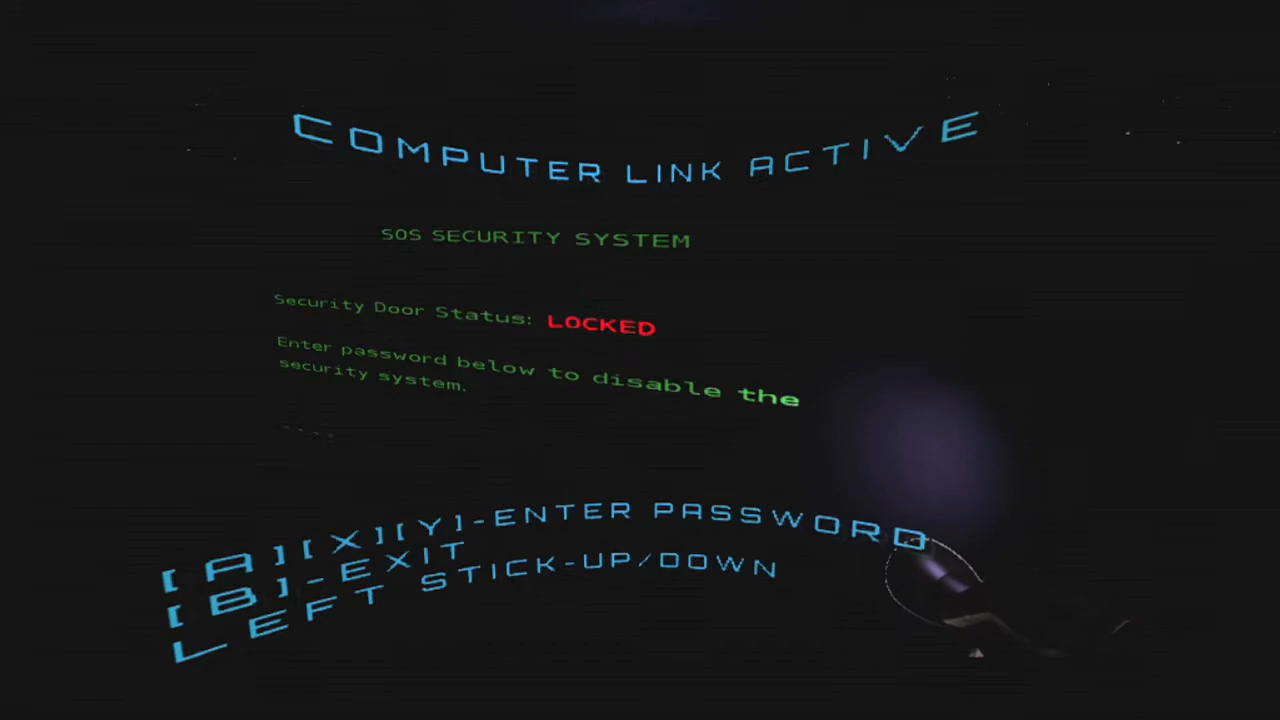 COMPUTER LINK ACTIVE
SOS SECURITY SYSTEM
Security Door Status: LOCKED
Enter password below to disable the
security system.
----
[A][X][Y]-ENTER PASSWORD
[B]-EXIT
LEFT STICK-UP/DOWN